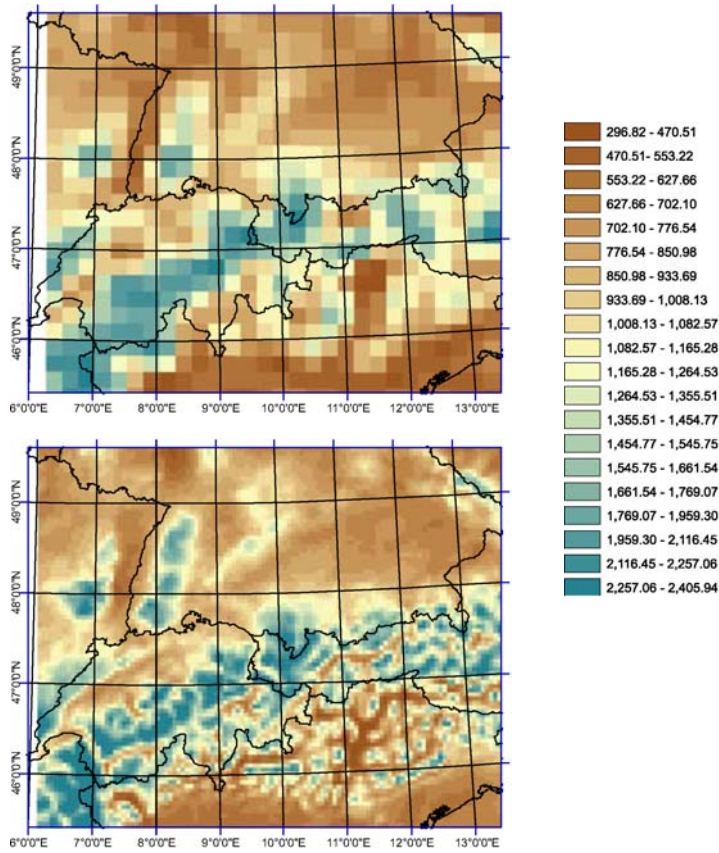 49°0'0"N
48°0'0"N
47°0'0"N
46°0'0"N
6°0'0"E 7°0'0"E 8°0'0"E 9°0'0"E 10°0'0"E 11°0'0"E 12°0'0"E 13°0'0"E
296.82 - 470.51
470.51- 553.22
553.22 - 627.66
627.66 - 702.10
702.10 - 776.54
776.54 - 850.98
850.98 - 933.69
933.69 - 1,008.13
1,008.13 - 1,082.57
1,082.57 - 1,165.28
1,165.28 - 1,264.53
1,264.53 - 1,355.51
1,355.51 - 1,454.77
1,454.77 - 1,545.75
1,545.75 - 1,661.54
1,661.54 - 1,769.07
1,769.07 - 1,959.30
1,959.30 - 2,116.45
2,116.45 - 2,257.06
2,257.06 - 2,405.94
49°0'0"N
48°0'0"N
47°0'0"N
46°0'0"N
6°0'0"E 7°0'0"E 8°0'0"E 9°0'0"E 10°0'0"E 11°0'0"E 12°0'0"E 13°0'0"E